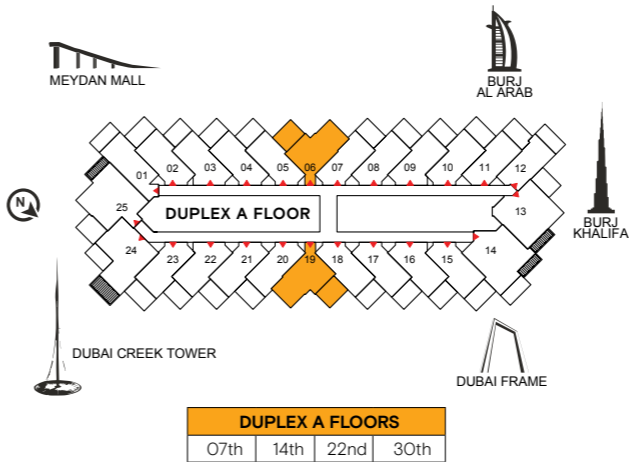 MEYDAN MALL
BURJ
AL ARAB
BURJ
KHALIFA
N
01 02 03 04 05 06 07 08 09 10 11 12
DUPLEX A FLOOR
25 13
24 23 22 21 20 19 18 17 16 15 14
DUBAI CREEK TOWER
DUBAI FRAME
DUPLEX A FLOORS
07th 14th 22nd 30th